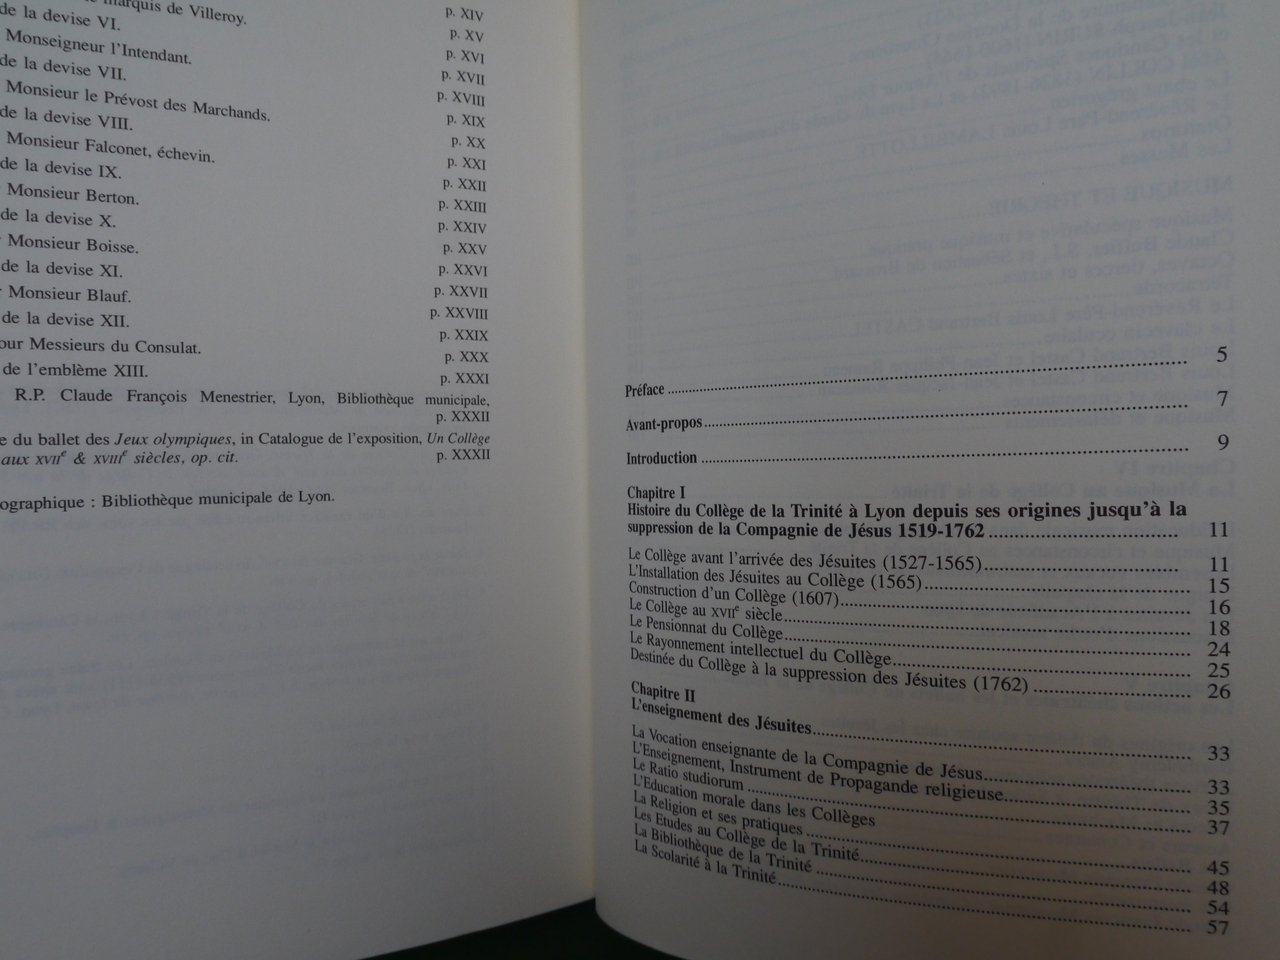 marquis de Villeroy. p. XIV
de la devise VI. p. XV
Monseigneur l'Intendant. p. XVI
de la devise VII. p. XVII
Monsieur le Prévost des Marchands. p. XVIII
de la devise VIII. p. XIX
Monsieur Falconet, échevin. p. XX
de la devise IX. p. XXI
Monsieur Berton. p. XXII
de la devise X. p. XXIII
Monsieur Boisse. p. XXIV
de la devise XI. p. XXV
Monsieur Blauf. p. XXVI
de la devise XII. p. XXVII
our Messieurs du Consulat. p. XXVIII
de l'emblème XIII. p. XXIX
p. XXX
p. XXXI
R.P. Claude François Menestrier, Lyon, Bibliothèque municipale,
p. XXXII
e du ballet des Jeux olympiques, in Catalogue de l'exposition, Un Collège
aux XVIIe & XVIIIe siècles, op. cit. p. XXXII
ographique : Bibliothèque municipale de Lyon.
Préface ........ 5
Avant-propos ........ 7
Introduction ........ 9
Chapitre I
Histoire du Collège de la Trinité à Lyon depuis ses origines jusqu'à la
suppression de la Compagnie de Jésus 1519-1762 ........ 11
Le Collège avant l'arrivée des Jésuites (1527-1565) ........ 11
L'Installation des Jésuites au Collège (1565) ........ 15
Construction d'un Collège (1607) ........ 16
Le Collège au XVIIe siècle ........ 18
Le Pensionnat du Collège ........ 24
Le Rayonnement intellectuel du Collège ........ 25
Destinée du Collège à la suppression des Jésuites (1762) ........ 26
Chapitre II
L'enseignement des Jésuites ........ 33
La Vocation enseignante de la Compagnie de Jésus ........ 33
L'Enseignement, Instrument de Propagande religieuse ........ 35
Le Ratio studiorum ........ 37
L'Education morale dans les Collèges
La Religion et ses pratiques ........ 45
Les Etudes au Collège de la Trinité ........ 48
La Bibliothèque de la Trinité ........ 54
La Scolarité à la Trinité ........ 57